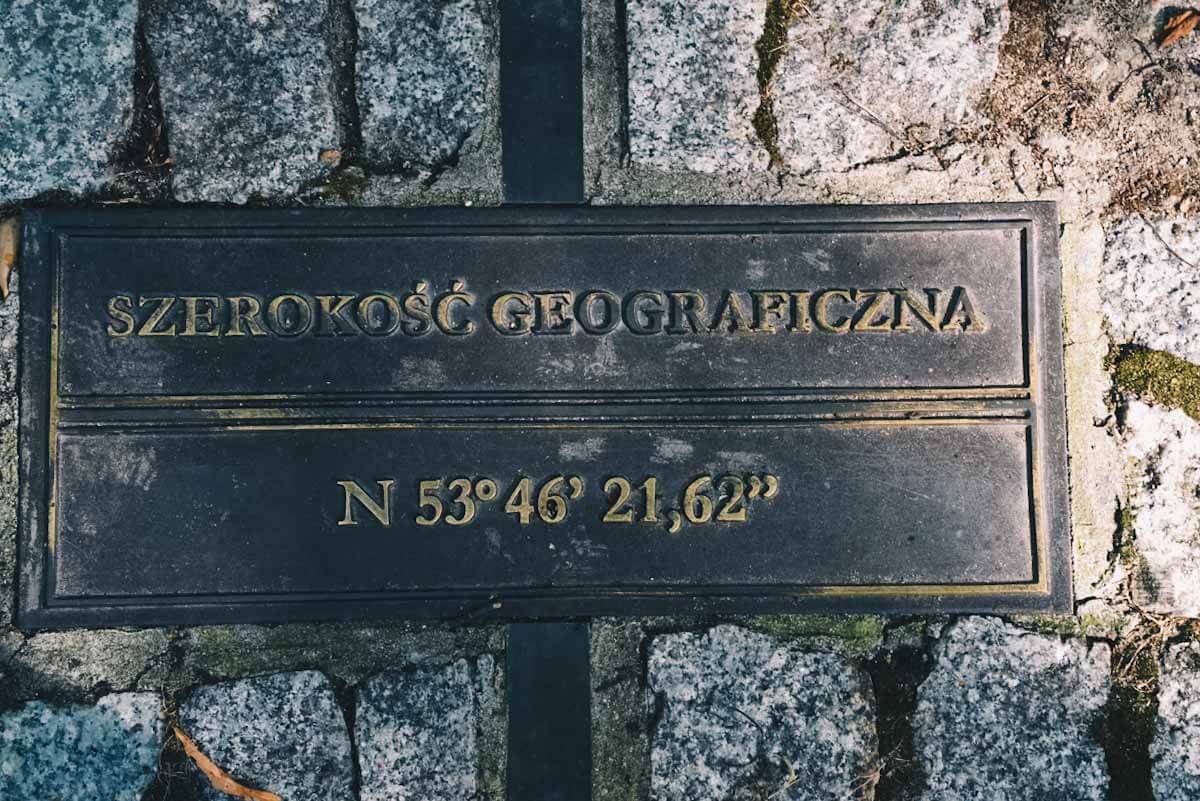 SZEROKOŚĆ GEOGRAFICZNA
N 53° 46’ 21,62”